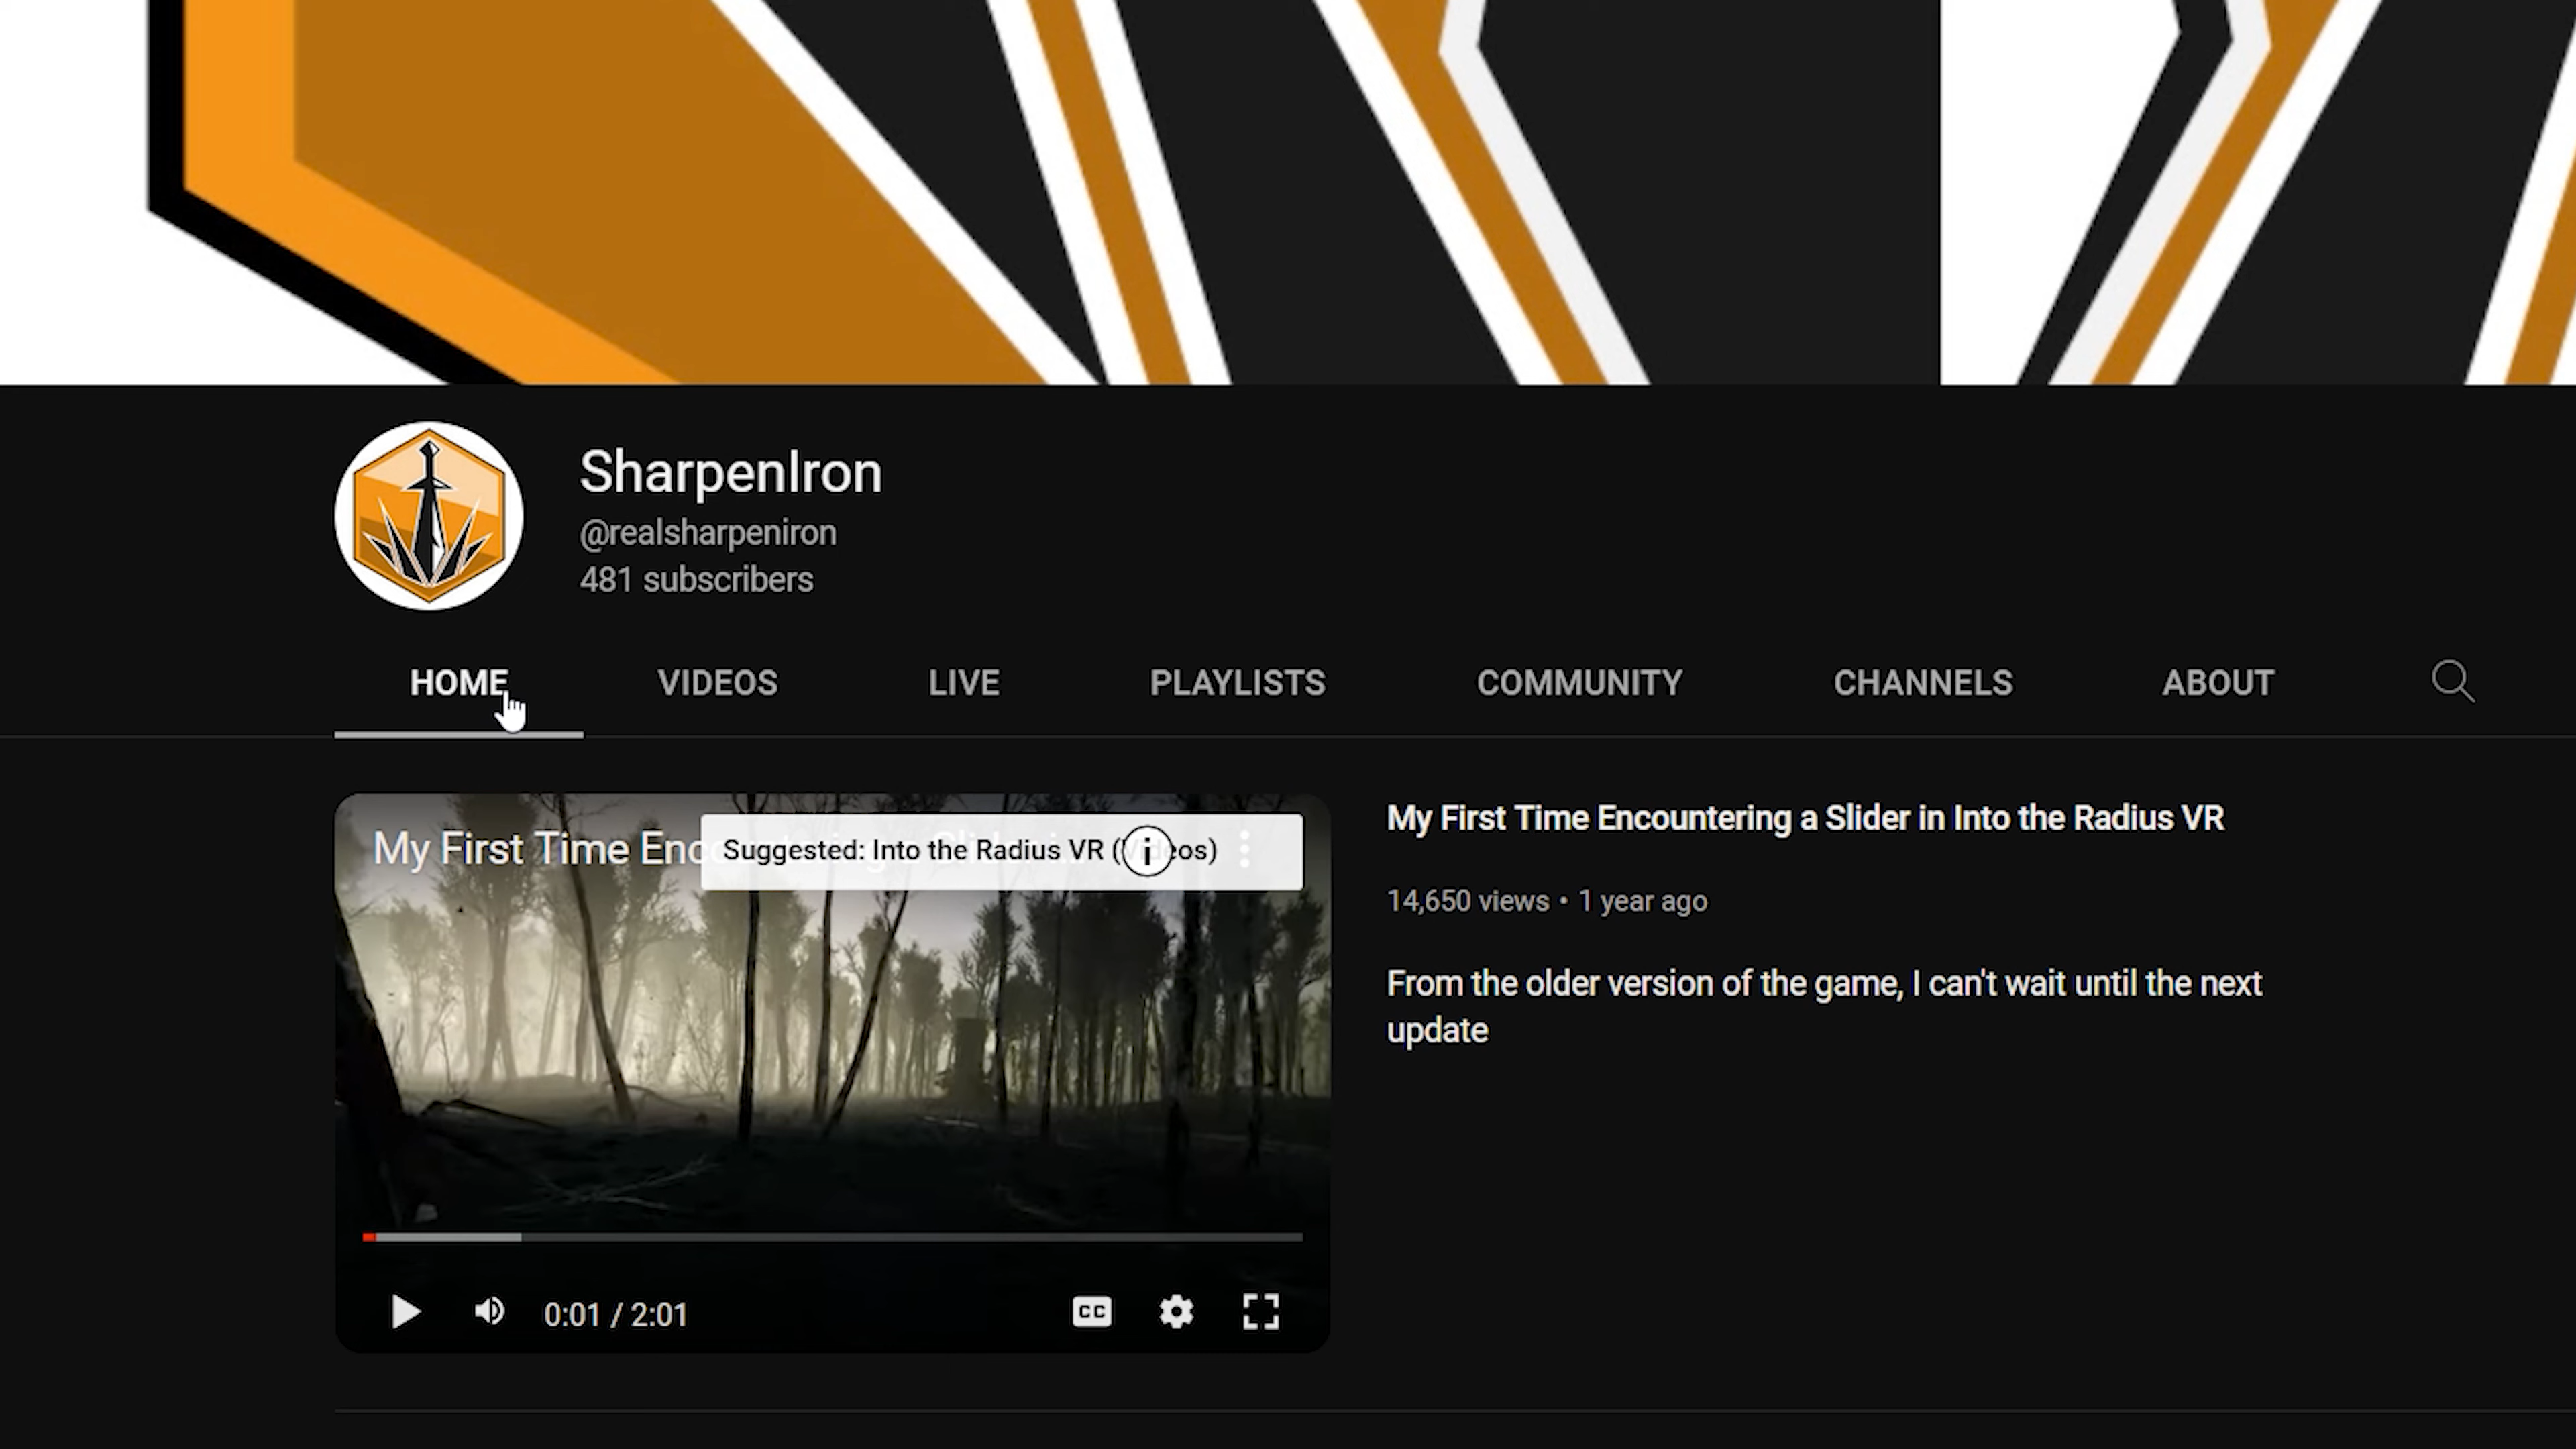 SharpenIron
@realsharpeniron
481 subscribers
HOME VIDEOS LIVE PLAYLISTS COMMUNITY CHANNELS ABOUT
My First Time Enc
Suggested: Into the Radius VR (Videos)
0:01 / 2:01
CC
My First Time Encountering a Slider in Into the Radius VR
14,650 views • 1 year ago
From the older version of the game, I can't wait until the next
update